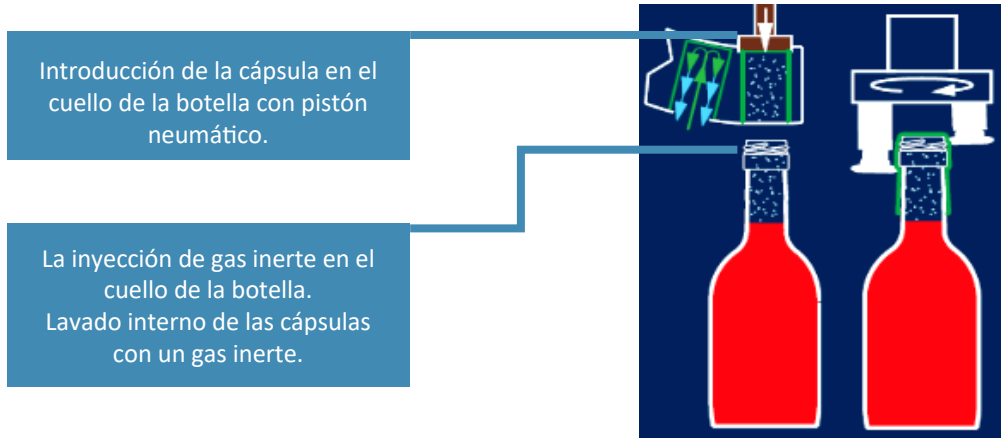 Introducción de la cápsula en el
cuello de la botella con pistón
neumático.
La inyección de gas inerte en el
cuello de la botella.
Lavado interno de las cápsulas
con un gas inerte.